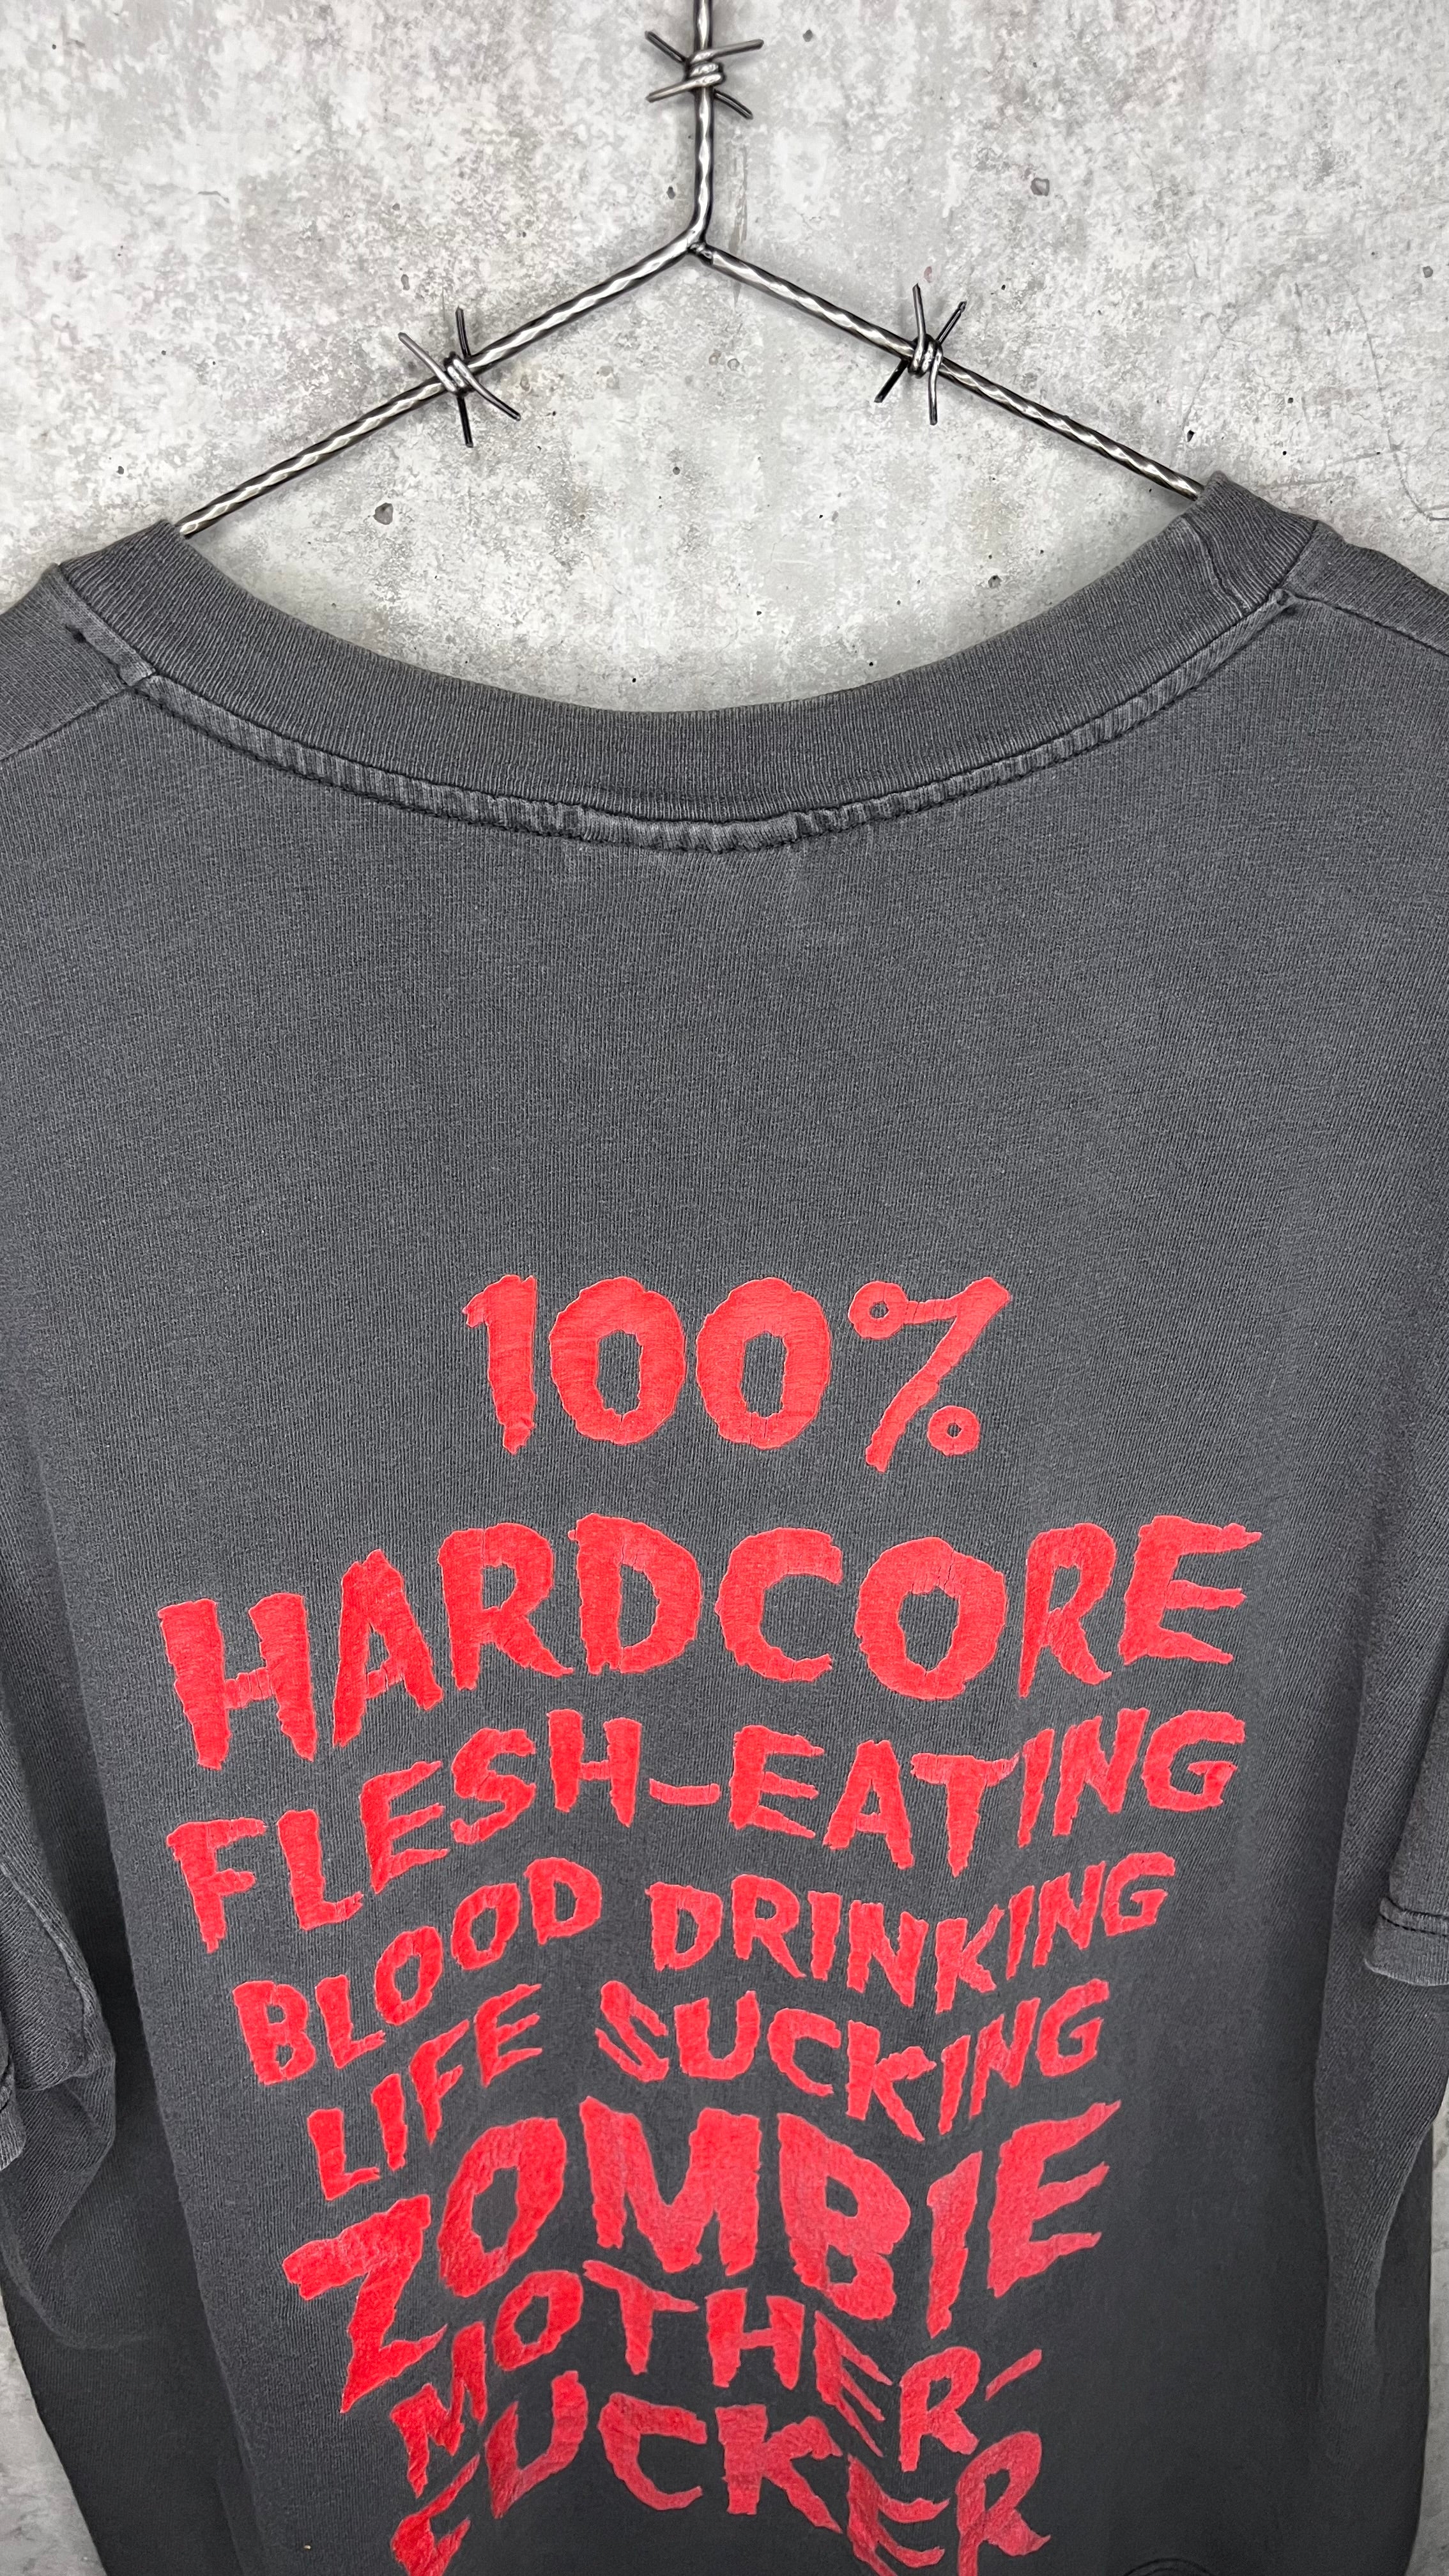 100%
HARDCORE
FLESH-EATING
BLOOD DRINKING
LIFE SUCKING
ZOMBIE
MOTHER-
FUCKER